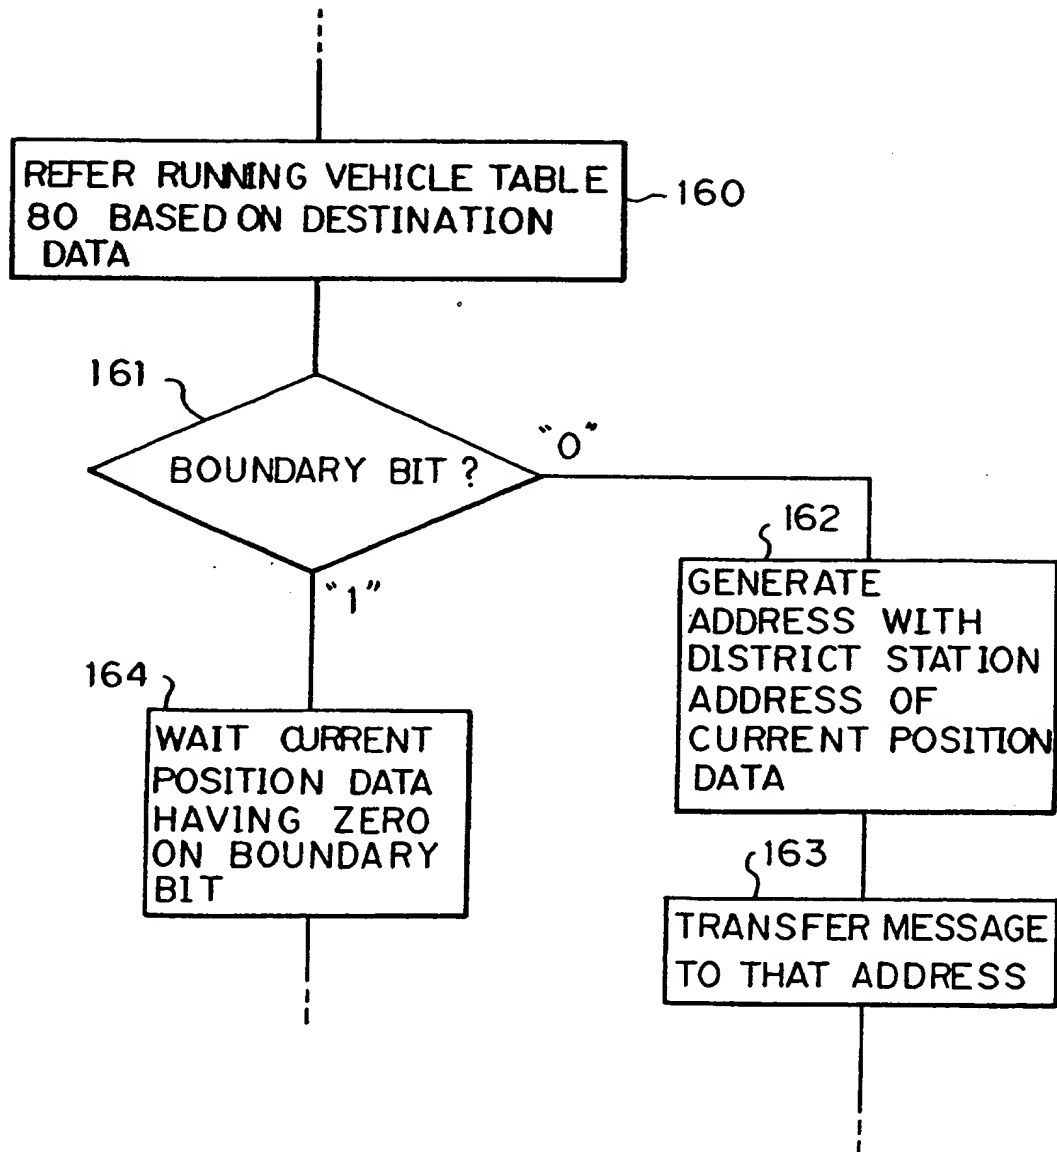 REFER RUNNING VEHICLE TABLE
80 BASED ON DESTINATION
DATA
160
161
BOUNDARY BIT ?
"0"
"1"
162
GENERATE
ADDRESS WITH
DISTRICT STATION
ADDRESS OF
CURRENT POSITION
DATA
164
WAIT CURRENT
POSITION DATA
HAVING ZERO
ON BOUNDARY
BIT
163
TRANSFER MESSAGE
TO THAT ADDRESS